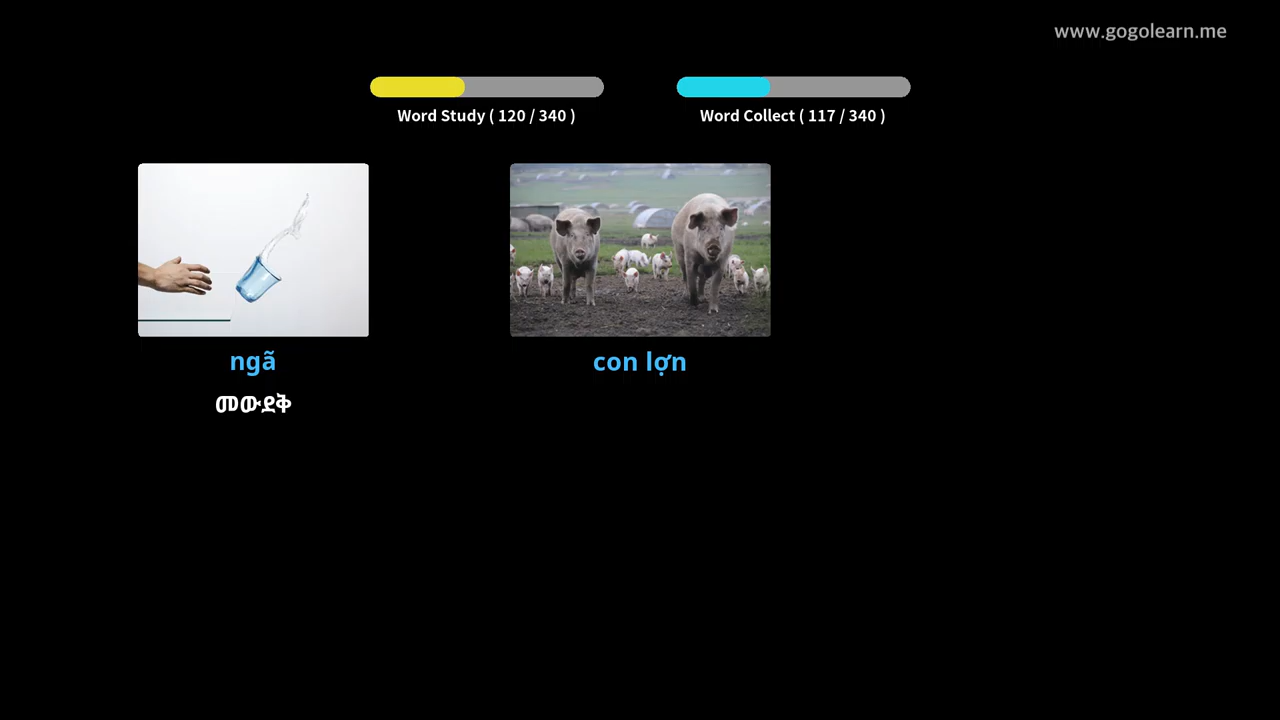 www.gogolearn.me
Word Study ( 120 / 340 )
Word Collect ( 117 / 340 )
ngã
con lợn
መውደቅ